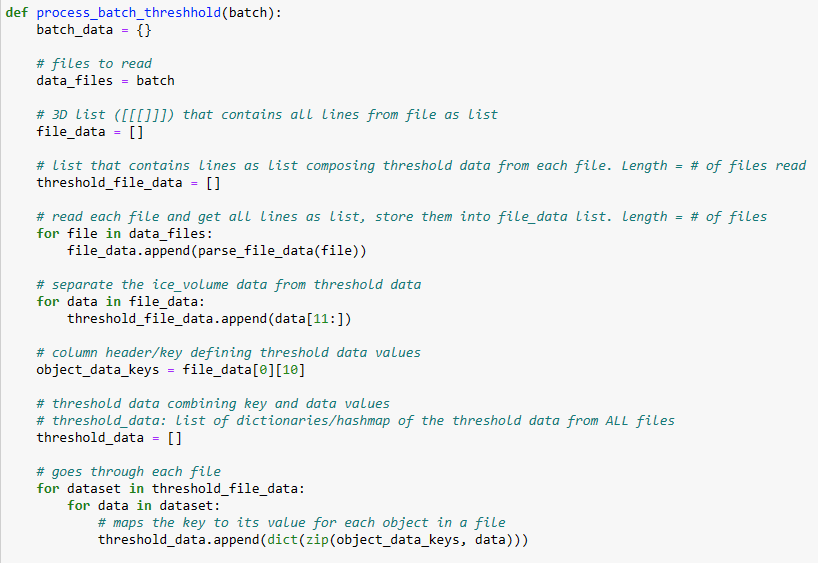 def process_batch_threshhold(batch):
    batch_data = {}

    # files to read
    data_files = batch

    # 3D list ([[[]]]) that contains all lines from file as list
    file_data = []

    # list that contains lines as list composing threshold data from each file. Length = # of files read
    threshold_file_data = []

    # read each file and get all lines as list, store them into file_data list. length = # of files
    for file in data_files:
        file_data.append(parse_file_data(file))

    # separate the ice_volume data from threshold data
    for data in file_data:
        threshold_file_data.append(data[11:])

    # column header/key defining threshold data values
    object_data_keys = file_data[0][10]

    # threshold data combining key and data values
    # threshold_data: list of dictionaries/hashmap of the threshold data from ALL files
    threshold_data = []

    # goes through each file
    for dataset in threshold_file_data:
        for data in dataset:
            # maps the key to its value for each object in a file
            threshold_data.append(dict(zip(object_data_keys, data)))